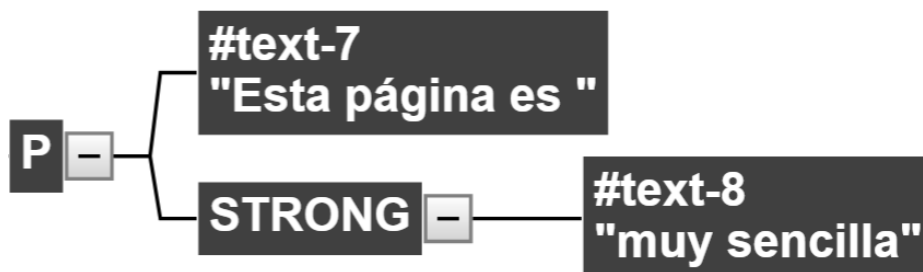 #text-7
"Esta página es "
P
STRONG
#text-8
"muy sencilla"